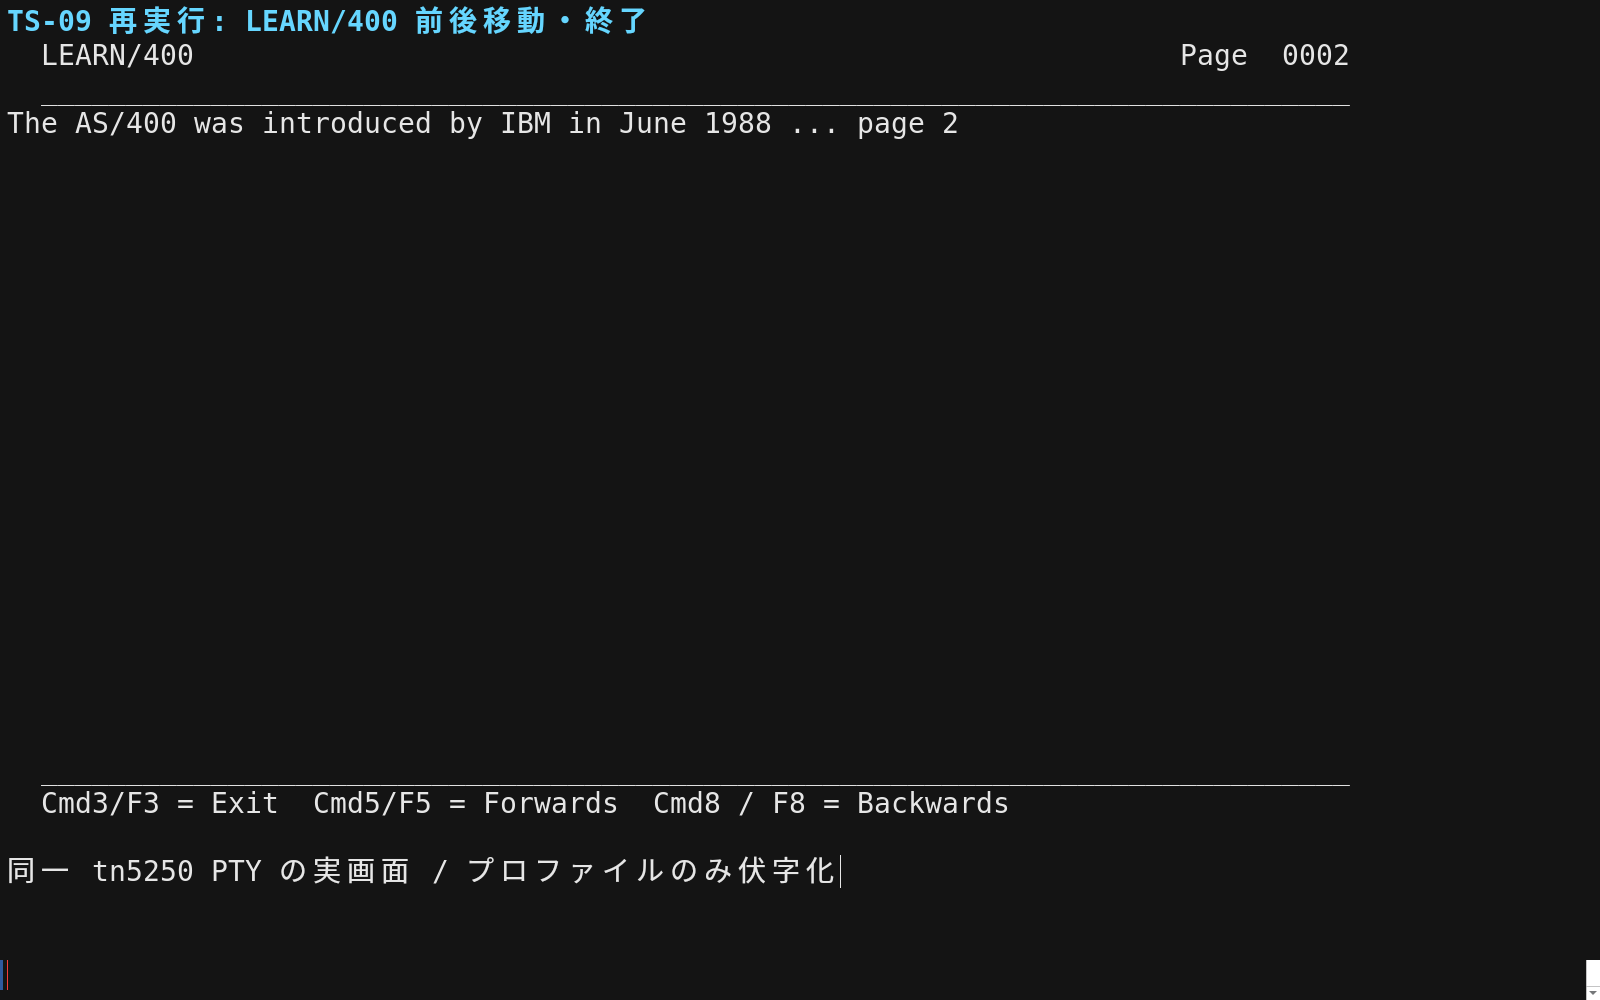 TS-09 再実行: LEARN/400 前後移動・終了
LEARN/400 Page 0002
The AS/400 was introduced by IBM in June 1988 ... page 2
Cmd3/F3 = Exit Cmd5/F5 = Forwards Cmd8 / F8 = Backwards
同一 tn5250 PTY の実画面 / プロファイルのみ伏字化